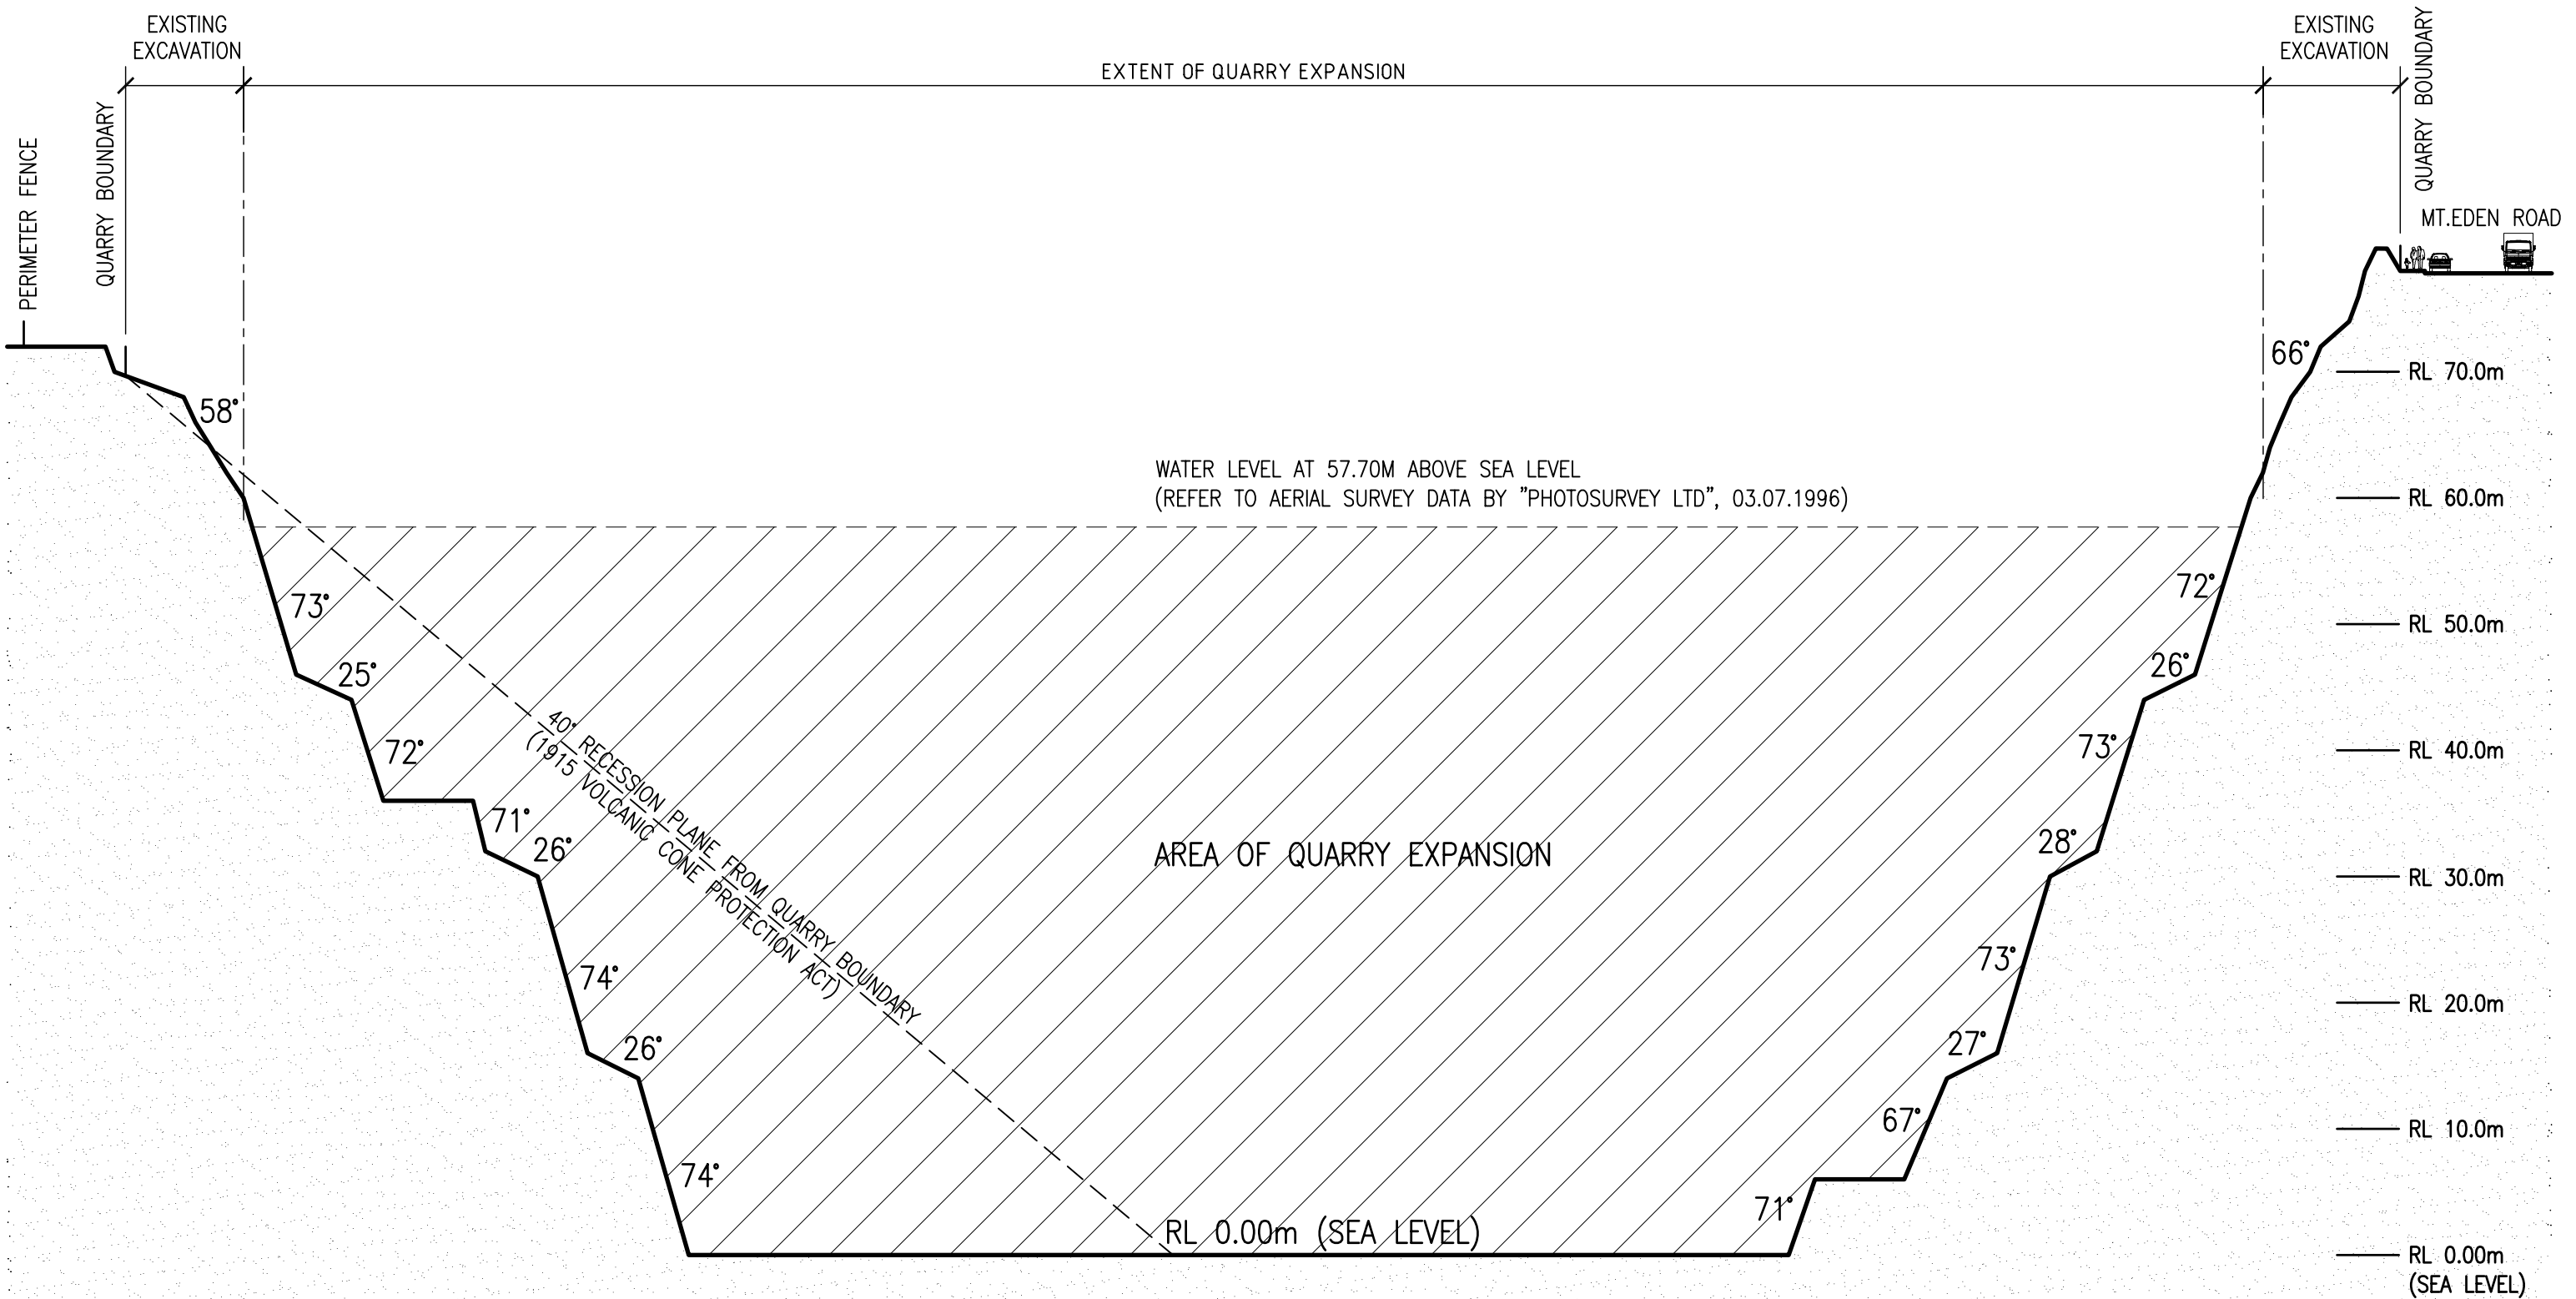 EXISTING
EXCAVATION
EXTENT OF QUARRY EXPANSION
EXISTING
EXCAVATION
QUARRY BOUNDARY
PERIMETER FENCE
QUARRY BOUNDARY
MT.EDEN ROAD
58°
66°
RL 70.0m
WATER LEVEL AT 57.70M ABOVE SEA LEVEL
(REFER TO AERIAL SURVEY DATA BY "PHOTOSURVEY LTD", 03.07.1996)
RL 60.0m
73°
72°
RL 50.0m
25°
26°
72°
73°
RL 40.0m
40° RECESSION PLANE FROM QUARRY BOUNDARY
(1915 VOLCANIC CONE PROTECTION ACT)
71°
26°
AREA OF QUARRY EXPANSION
28°
RL 30.0m
74°
73°
RL 20.0m
26°
27°
67°
RL 10.0m
74°
71°
RL 0.00m (SEA LEVEL)
RL 0.00m
(SEA LEVEL)